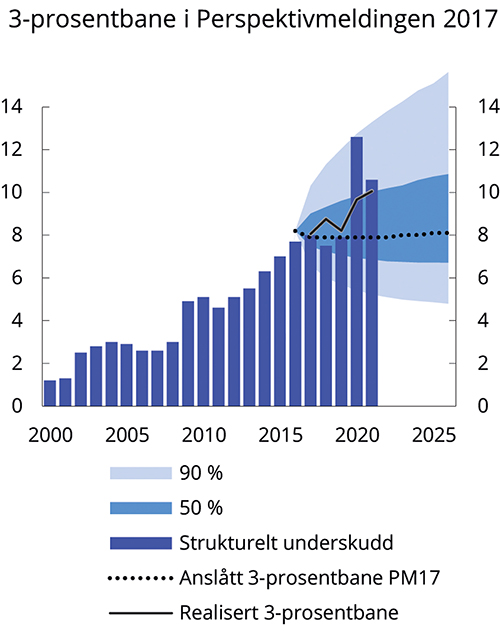 3-prosentbane i Perspektivmeldingen 2017
14 14
12 12
10 10
8 8
6 6
4 4
2 2
0 0
2000 2005 2010 2015 2020 2025
90 %
50 %
Strukturelt underskudd
Anslått 3-prosentbane PM17
Realisert 3-prosentbane